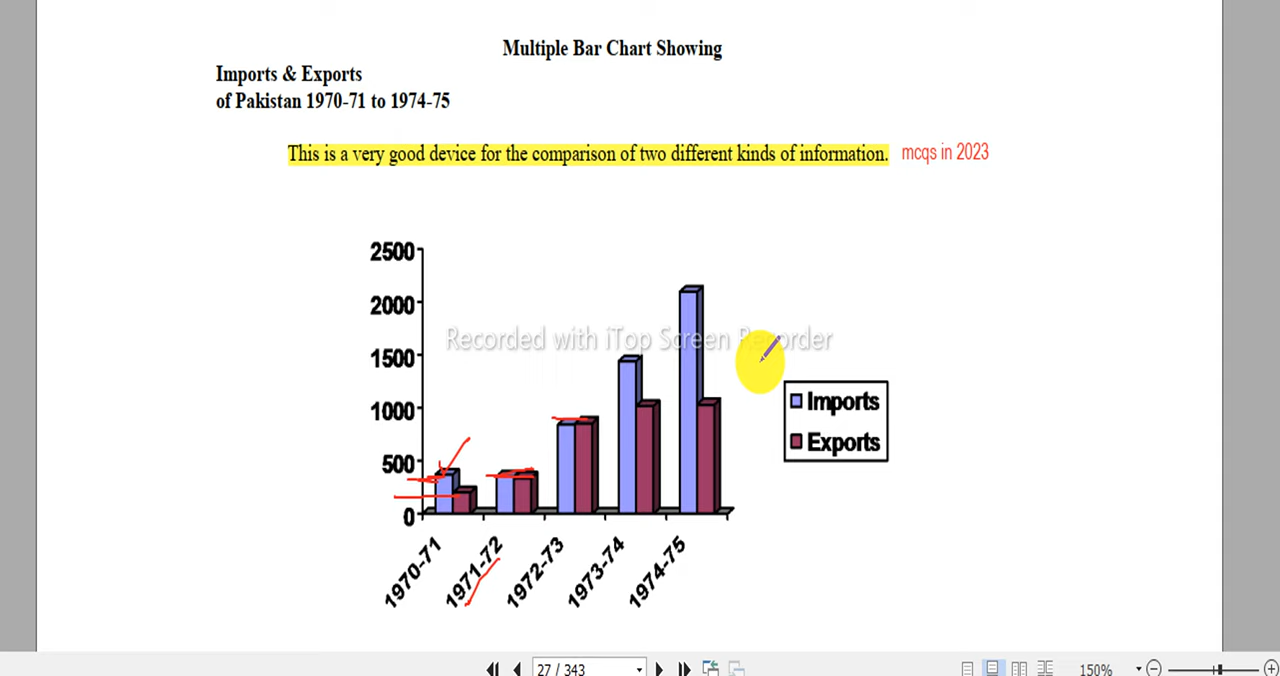 Multiple Bar Chart Showing
Imports & Exports
of Pakistan 1970-71 to 1974-75
This is a very good device for the comparison of two different kinds of information. mcqs in 2023
2500
2000
Recorded with iTop Screen Recorder
1500
Imports
1000
Exports
500
0
1970-71
1971-72
1972-73
1973-74
1974-75
27 / 343
150%